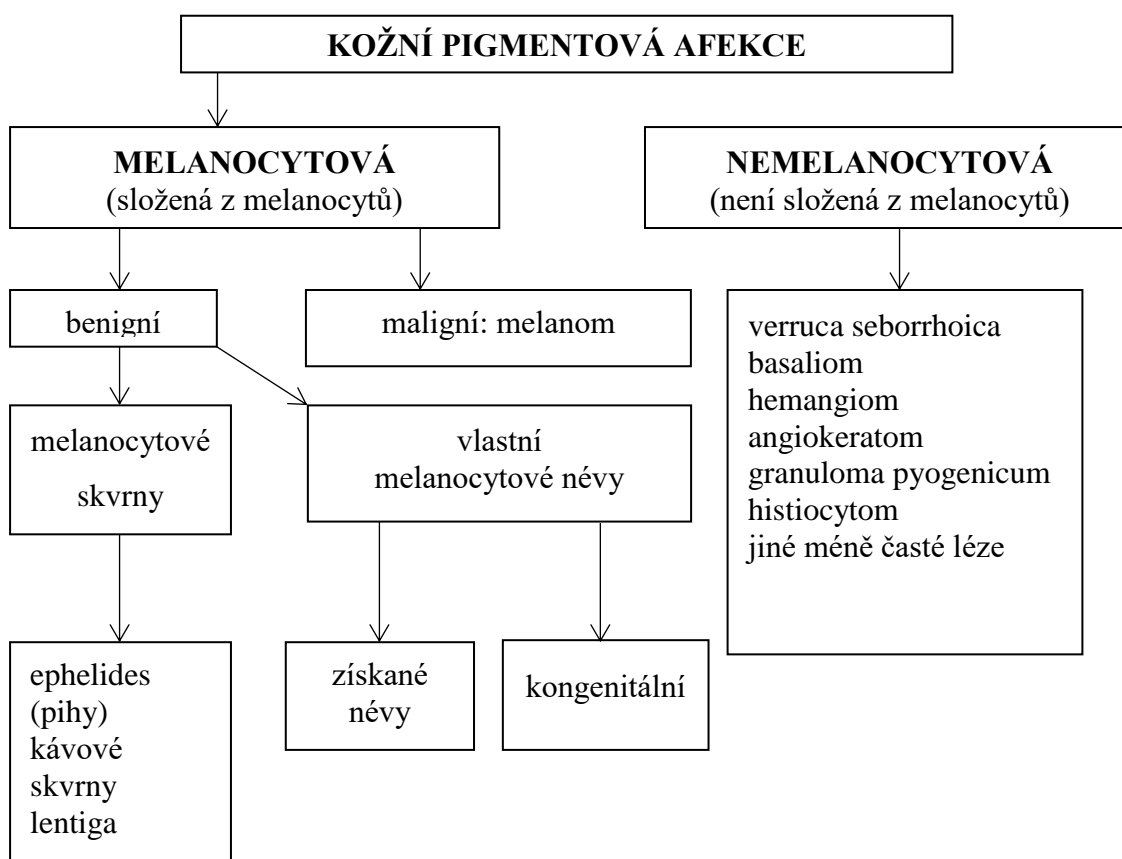 KOŽNÍ PIGMENTOVÁ AFEKCE
MELANOCYTOVÁ
(složená z melanocytů)
NEMELANOCYTOVÁ
(není složená z melanocytů)
benigní
maligní: melanom
verruca seborrhoica
basaliom
hemangiom
angiokeratom
granuloma pyogenicum
histiocytom
jiné méně časté léze
melanocytové
skvrny
vlastní
melanocytové névy
ephelides
(pihy)
kávové
skvrny
lentiga
získané
névy
kongenitální